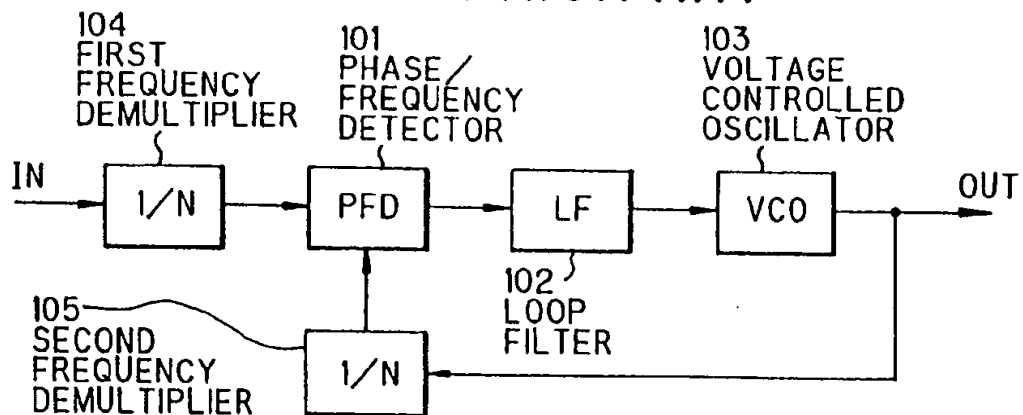 104
FIRST
FREQUENCY
DEMULTIPLIER
101
PHASE/
FREQUENCY
DETECTOR
103
VOLTAGE
CONTROLLED
OSCILLATOR
IN
1/N
PFD
LF
VCO
OUT
102
LOOP
FILTER
105
SECOND
FREQUENCY
DEMULTIPLIER
1/N